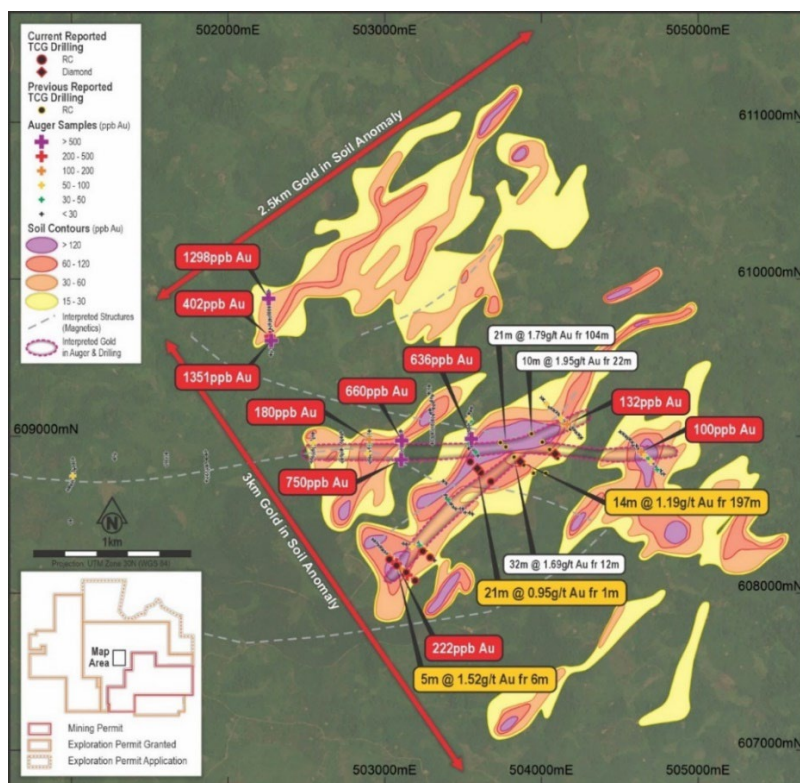 502000mE
503000mE
505000mE
Current Reported
TCG Drilling
RC
Diamond
Previous Reported
TCG Drilling
RC
Auger Samples (ppb Au)
> 500
200 - 500
100 - 200
50 - 100
30 - 50
< 30
Soil Contours (ppb Au)
> 120
60 - 120
30 - 60
15 - 30
Interpreted Structures
(Magnetics)
Interpreted Gold
in Auger & Drilling
611000mN
2.5km Gold in Soil Anomaly
1298ppb Au
610000mN
402ppb Au
1351ppb Au
636ppb Au
21m @ 1.79g/t Au fr 104m
10m @ 1.95g/t Au fr 22m
660ppb Au
180ppb Au
132ppb Au
100ppb Au
609000mN
750ppb Au
14m @ 1.19g/t Au fr 197m
N
1km
Projection: UTM Zone 30N (WGS 84)
32m @ 1.69g/t Au fr 12m
21m @ 0.95g/t Au fr 1m
3km Gold in Soil Anomaly
608000mN
222ppb Au
5m @ 1.52g/t Au fr 6m
Map
Area
Mining Permit
Exploration Permit Granted
Exploration Permit Application
607000mN
503000mE
504000mE
505000mE